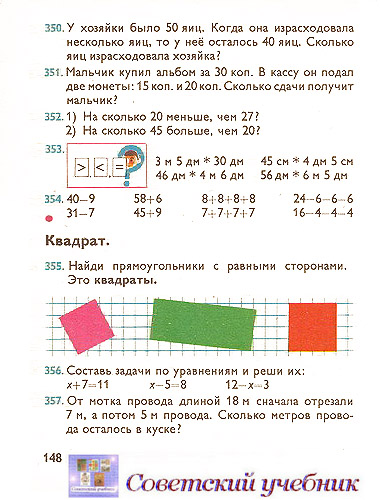 350. У хозяйки было 50 яиц. Когда она израсходовала
несколько яиц, то у неё осталось 40 яиц. Сколько
яиц израсходовала хозяйка?
351. Мальчик купил альбом за 30 коп. В кассу он подал
две монеты: 15 коп. и 20 коп. Сколько сдачи получит
мальчик?
352. 1) На сколько 20 меньше, чем 27?
2) На сколько 45 больше, чем 20?
353. > , < , = ?
3 м 5 дм * 30 дм 45 см * 4 дм 5 см
46 дм * 4 м 6 дм 56 дм * 6 м 5 дм
354. 40−9 58+6 8+8+8+8 24−6−6−6
31−7 45+9 7+7+7+7 16−4−4−4
Квадрат.
355. Найди прямоугольники с равными сторонами.
Это квадраты.
356. Составь задачи по уравнениям и реши их:
x+7=11 x−5=8 12−x=3
357. От мотка провода длиной 18 м сначала отрезали
7 м, а потом 5 м провода. Сколько метров прово-
да осталось в куске?
148
Советский учебник